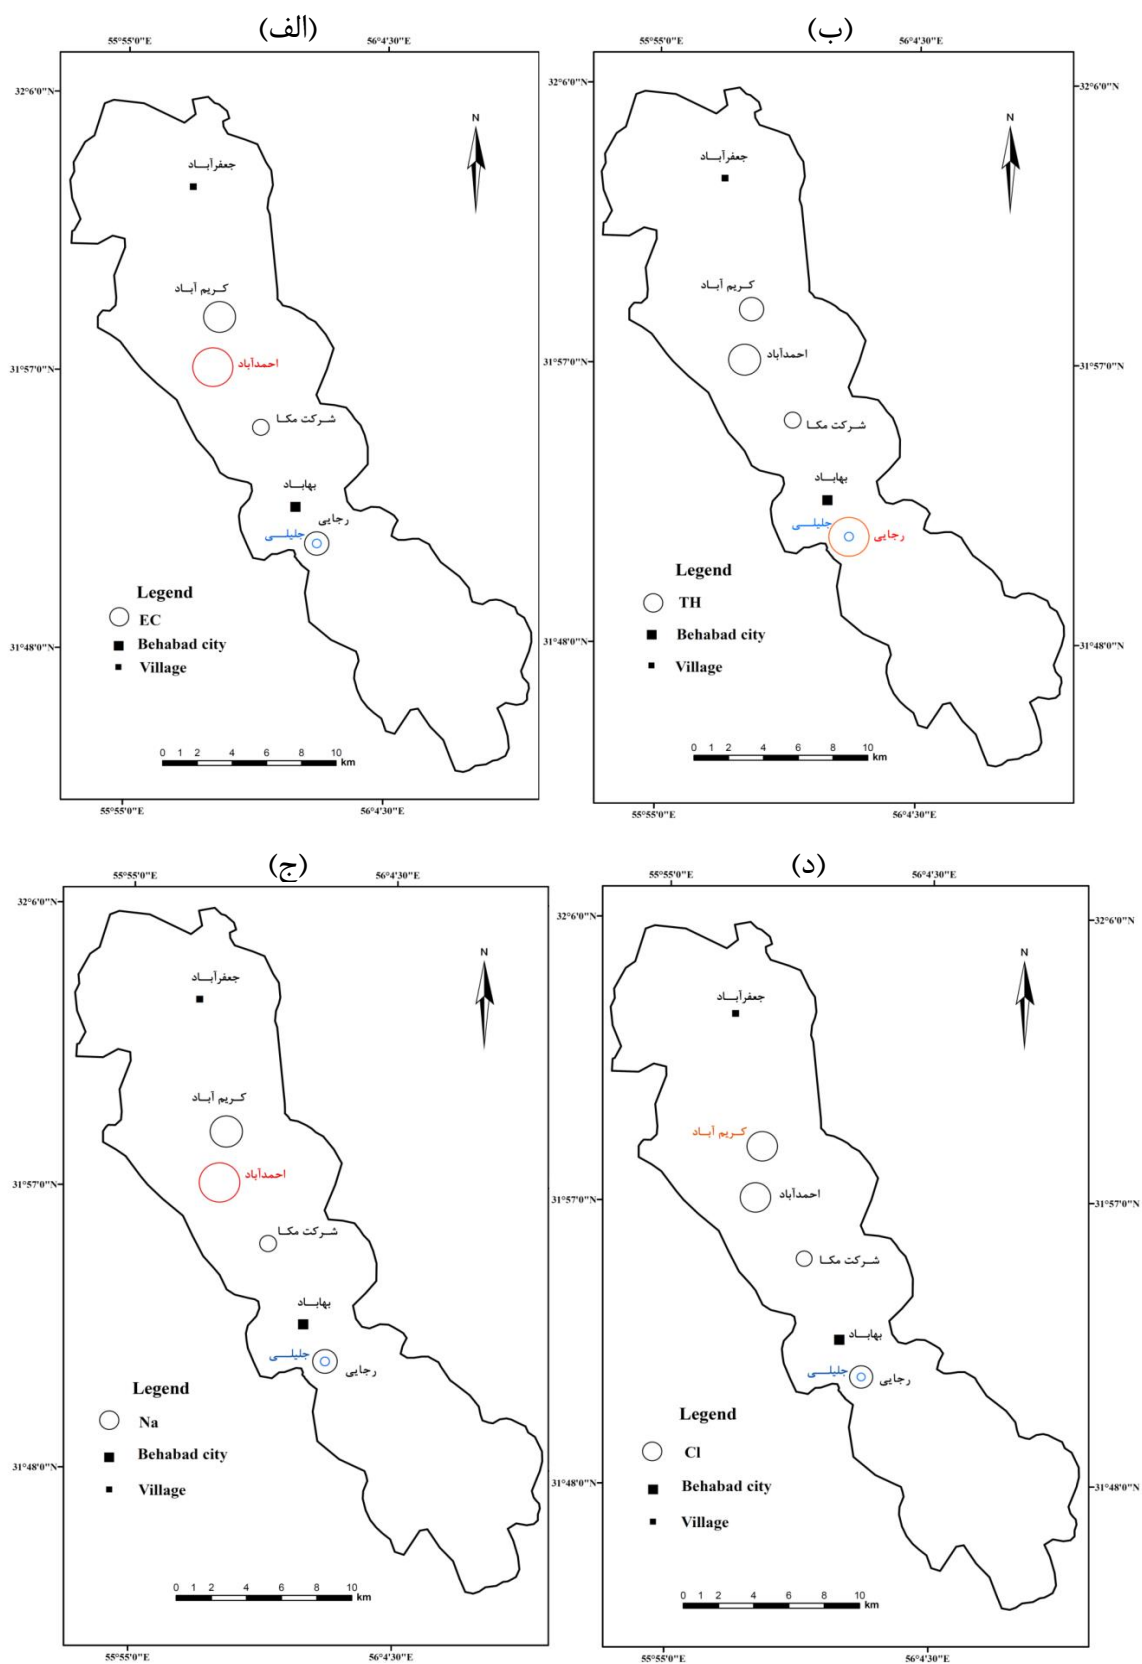 (الف)
55°55'0"E
56°4'30"E
32°6'0"N
N
جعفرآباد
کریم آباد
31°57'0"N
احمدآباد
شرکت مکا
بهاباد
رجایی
جلیلی
Legend
EC
Behabad city
31°48'0"N
Village
0 1 2 4 6 8 10
km
55°55'0"E
56°4'30"E
(ب)
55°55'0"E
56°4'30"E
32°6'0"N
32°6'0"N
N
جعفرآباد
کریم آباد
احمدآباد
31°57'0"N
31°57'0"N
شرکت مکا
بهاباد
جلیلی
رجایی
Legend
TH
Behabad city
31°48'0"N
31°48'0"N
Village
0 1 2 4 6 8 10
km
55°55'0"E
56°4'30"E
(ج)
55°55'0"E
56°4'30"E
32°6'0"N
N
جعفرآباد
کریم آباد
احمدآباد
31°57'0"N
شرکت مکا
بهاباد
جلیلی
رجایی
Legend
Na
Behabad city
31°48'0"N
Village
0 1 2 4 6 8 10
km
55°55'0"E
56°4'30"E
(د)
55°55'0"E
56°4'30"E
32°6'0"N
32°6'0"N
N
جعفرآباد
کریم آباد
احمدآباد
31°57'0"N
31°57'0"N
شرکت مکا
بهاباد
جلیلی
رجایی
Legend
Cl
Behabad city
31°48'0"N
31°48'0"N
Village
0 1 2 4 6 8 10
km
55°55'0"E
56°4'30"E